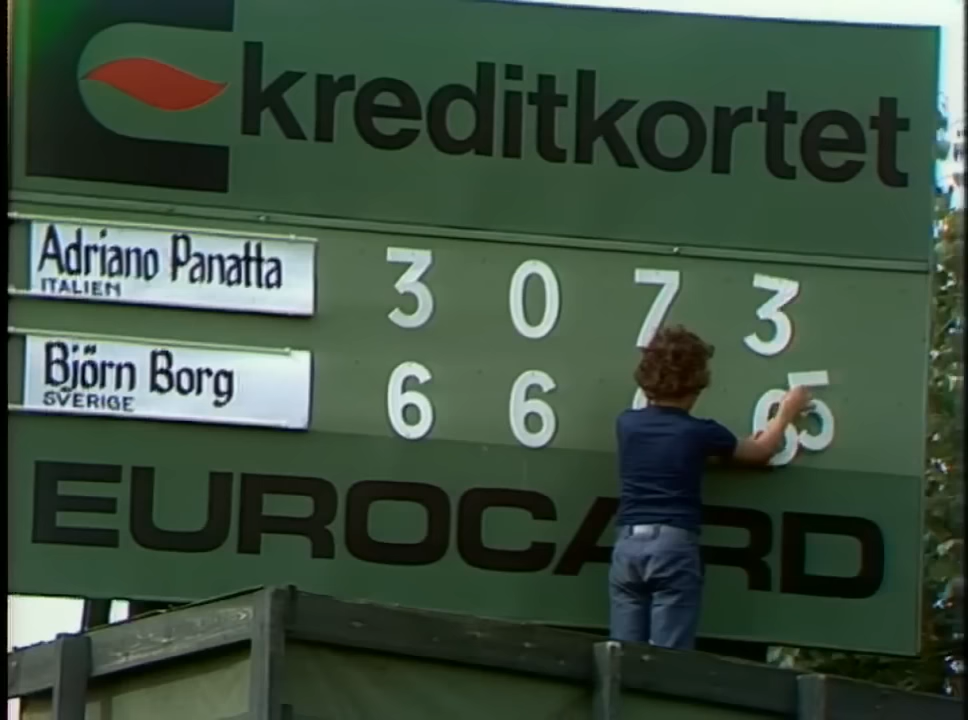 kreditkortet
Adriano Panatta 3 0 7 3
ITALIEN
Björn Borg 6 6 6 5
SVERIGE
EUROCARD